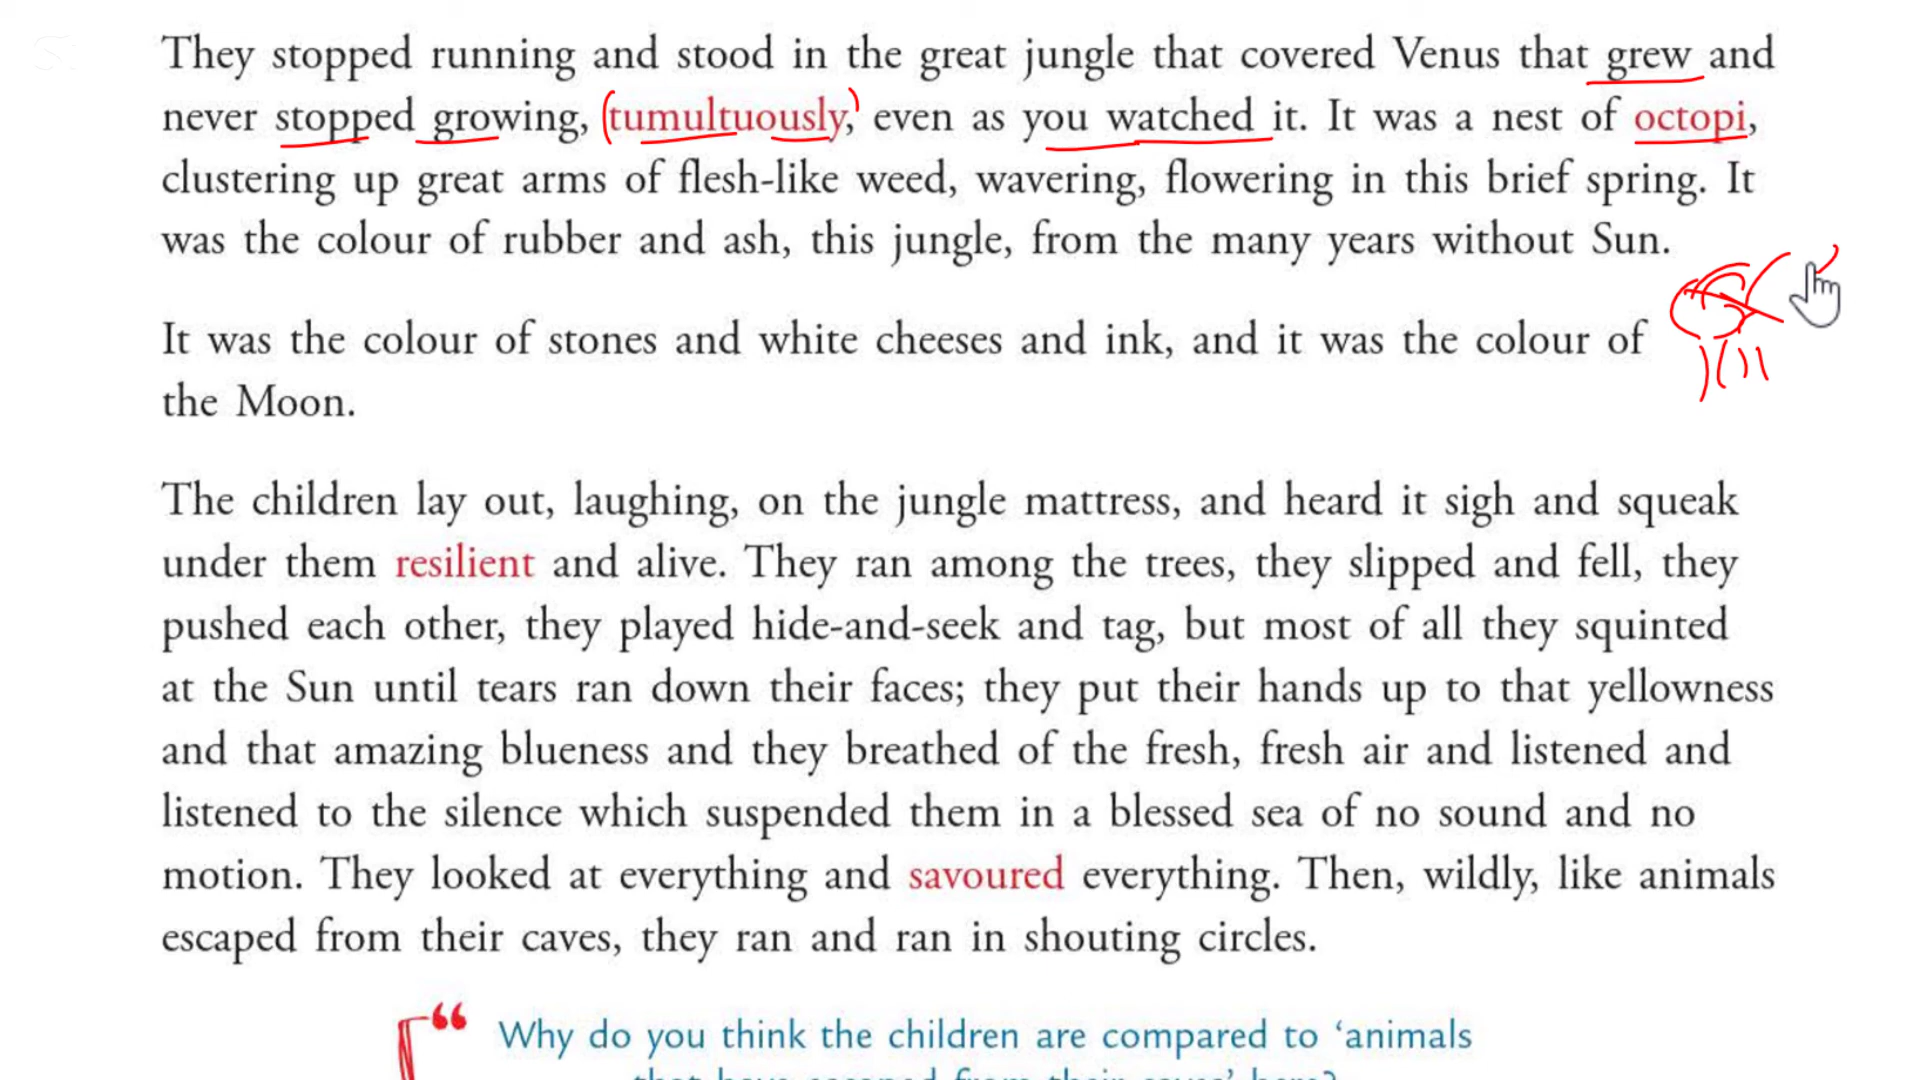 They stopped running and stood in the great jungle that covered Venus that grew and
never stopped growing, (tumultuously,) even as you watched it. It was a nest of octopi,
clustering up great arms of flesh-like weed, wavering, flowering in this brief spring. It
was the colour of rubber and ash, this jungle, from the many years without Sun.
It was the colour of stones and white cheeses and ink, and it was the colour of
the Moon.
The children lay out, laughing, on the jungle mattress, and heard it sigh and squeak
under them resilient and alive. They ran among the trees, they slipped and fell, they
pushed each other, they played hide-and-seek and tag, but most of all they squinted
at the Sun until tears ran down their faces; they put their hands up to that yellowness
and that amazing blueness and they breathed of the fresh, fresh air and listened and
listened to the silence which suspended them in a blessed sea of no sound and no
motion. They looked at everything and savoured everything. Then, wildly, like animals
escaped from their caves, they ran and ran in shouting circles.
“ Why do you think the children are compared to ‘animals
that have escaped from their caves’ here?